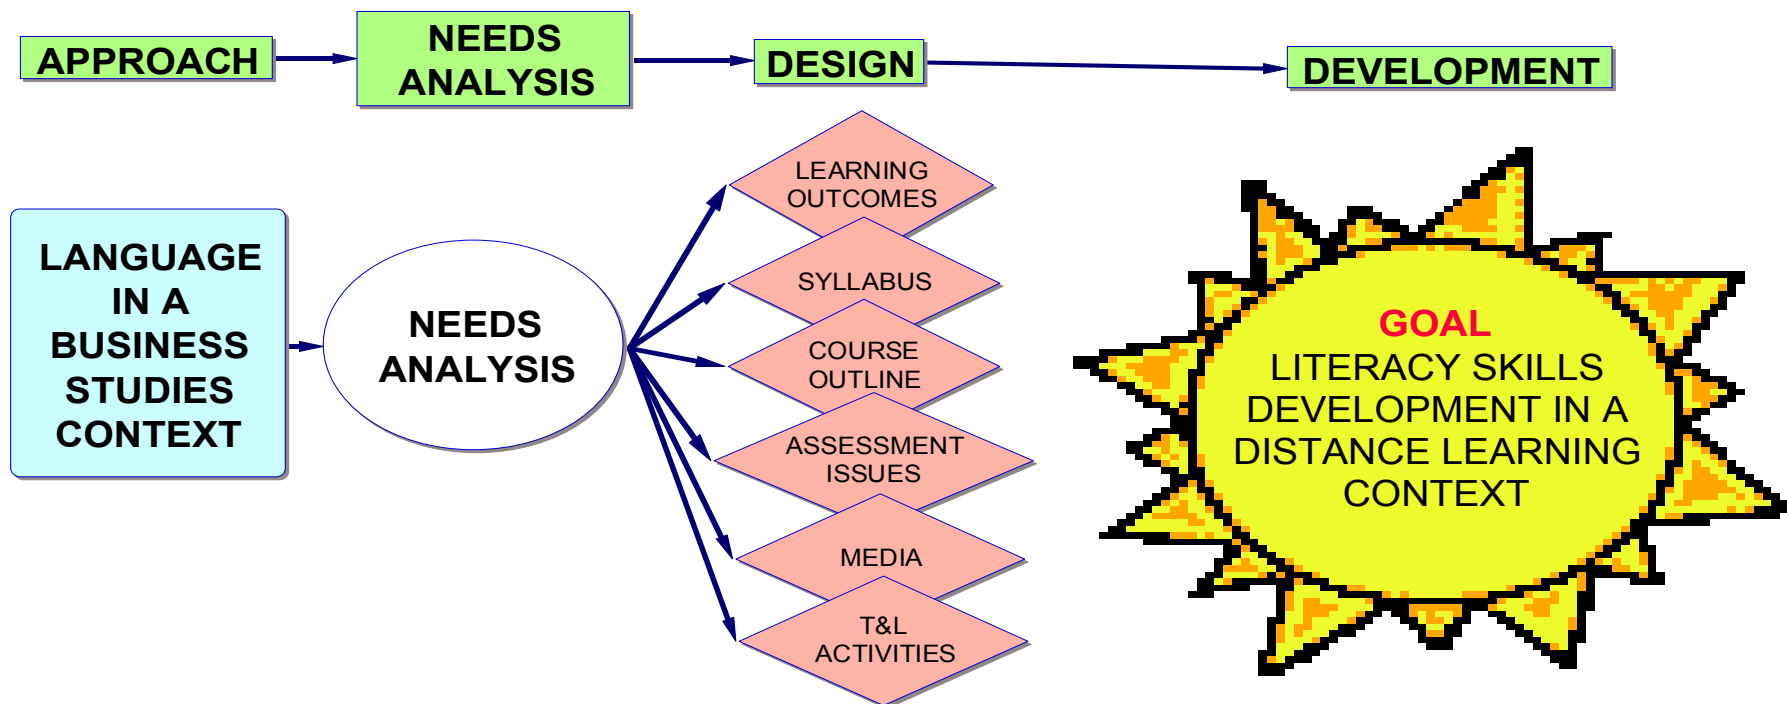 APPROACH
NEEDS
ANALYSIS
DESIGN
DEVELOPMENT
LANGUAGE
IN A
BUSINESS
STUDIES
CONTEXT
NEEDS
ANALYSIS
LEARNING
OUTCOMES
SYLLABUS
COURSE
OUTLINE
ASSESSMENT
ISSUES
MEDIA
T&L
ACTIVITIES
GOAL
LITERACY SKILLS
DEVELOPMENT IN A
DISTANCE LEARNING
CONTEXT